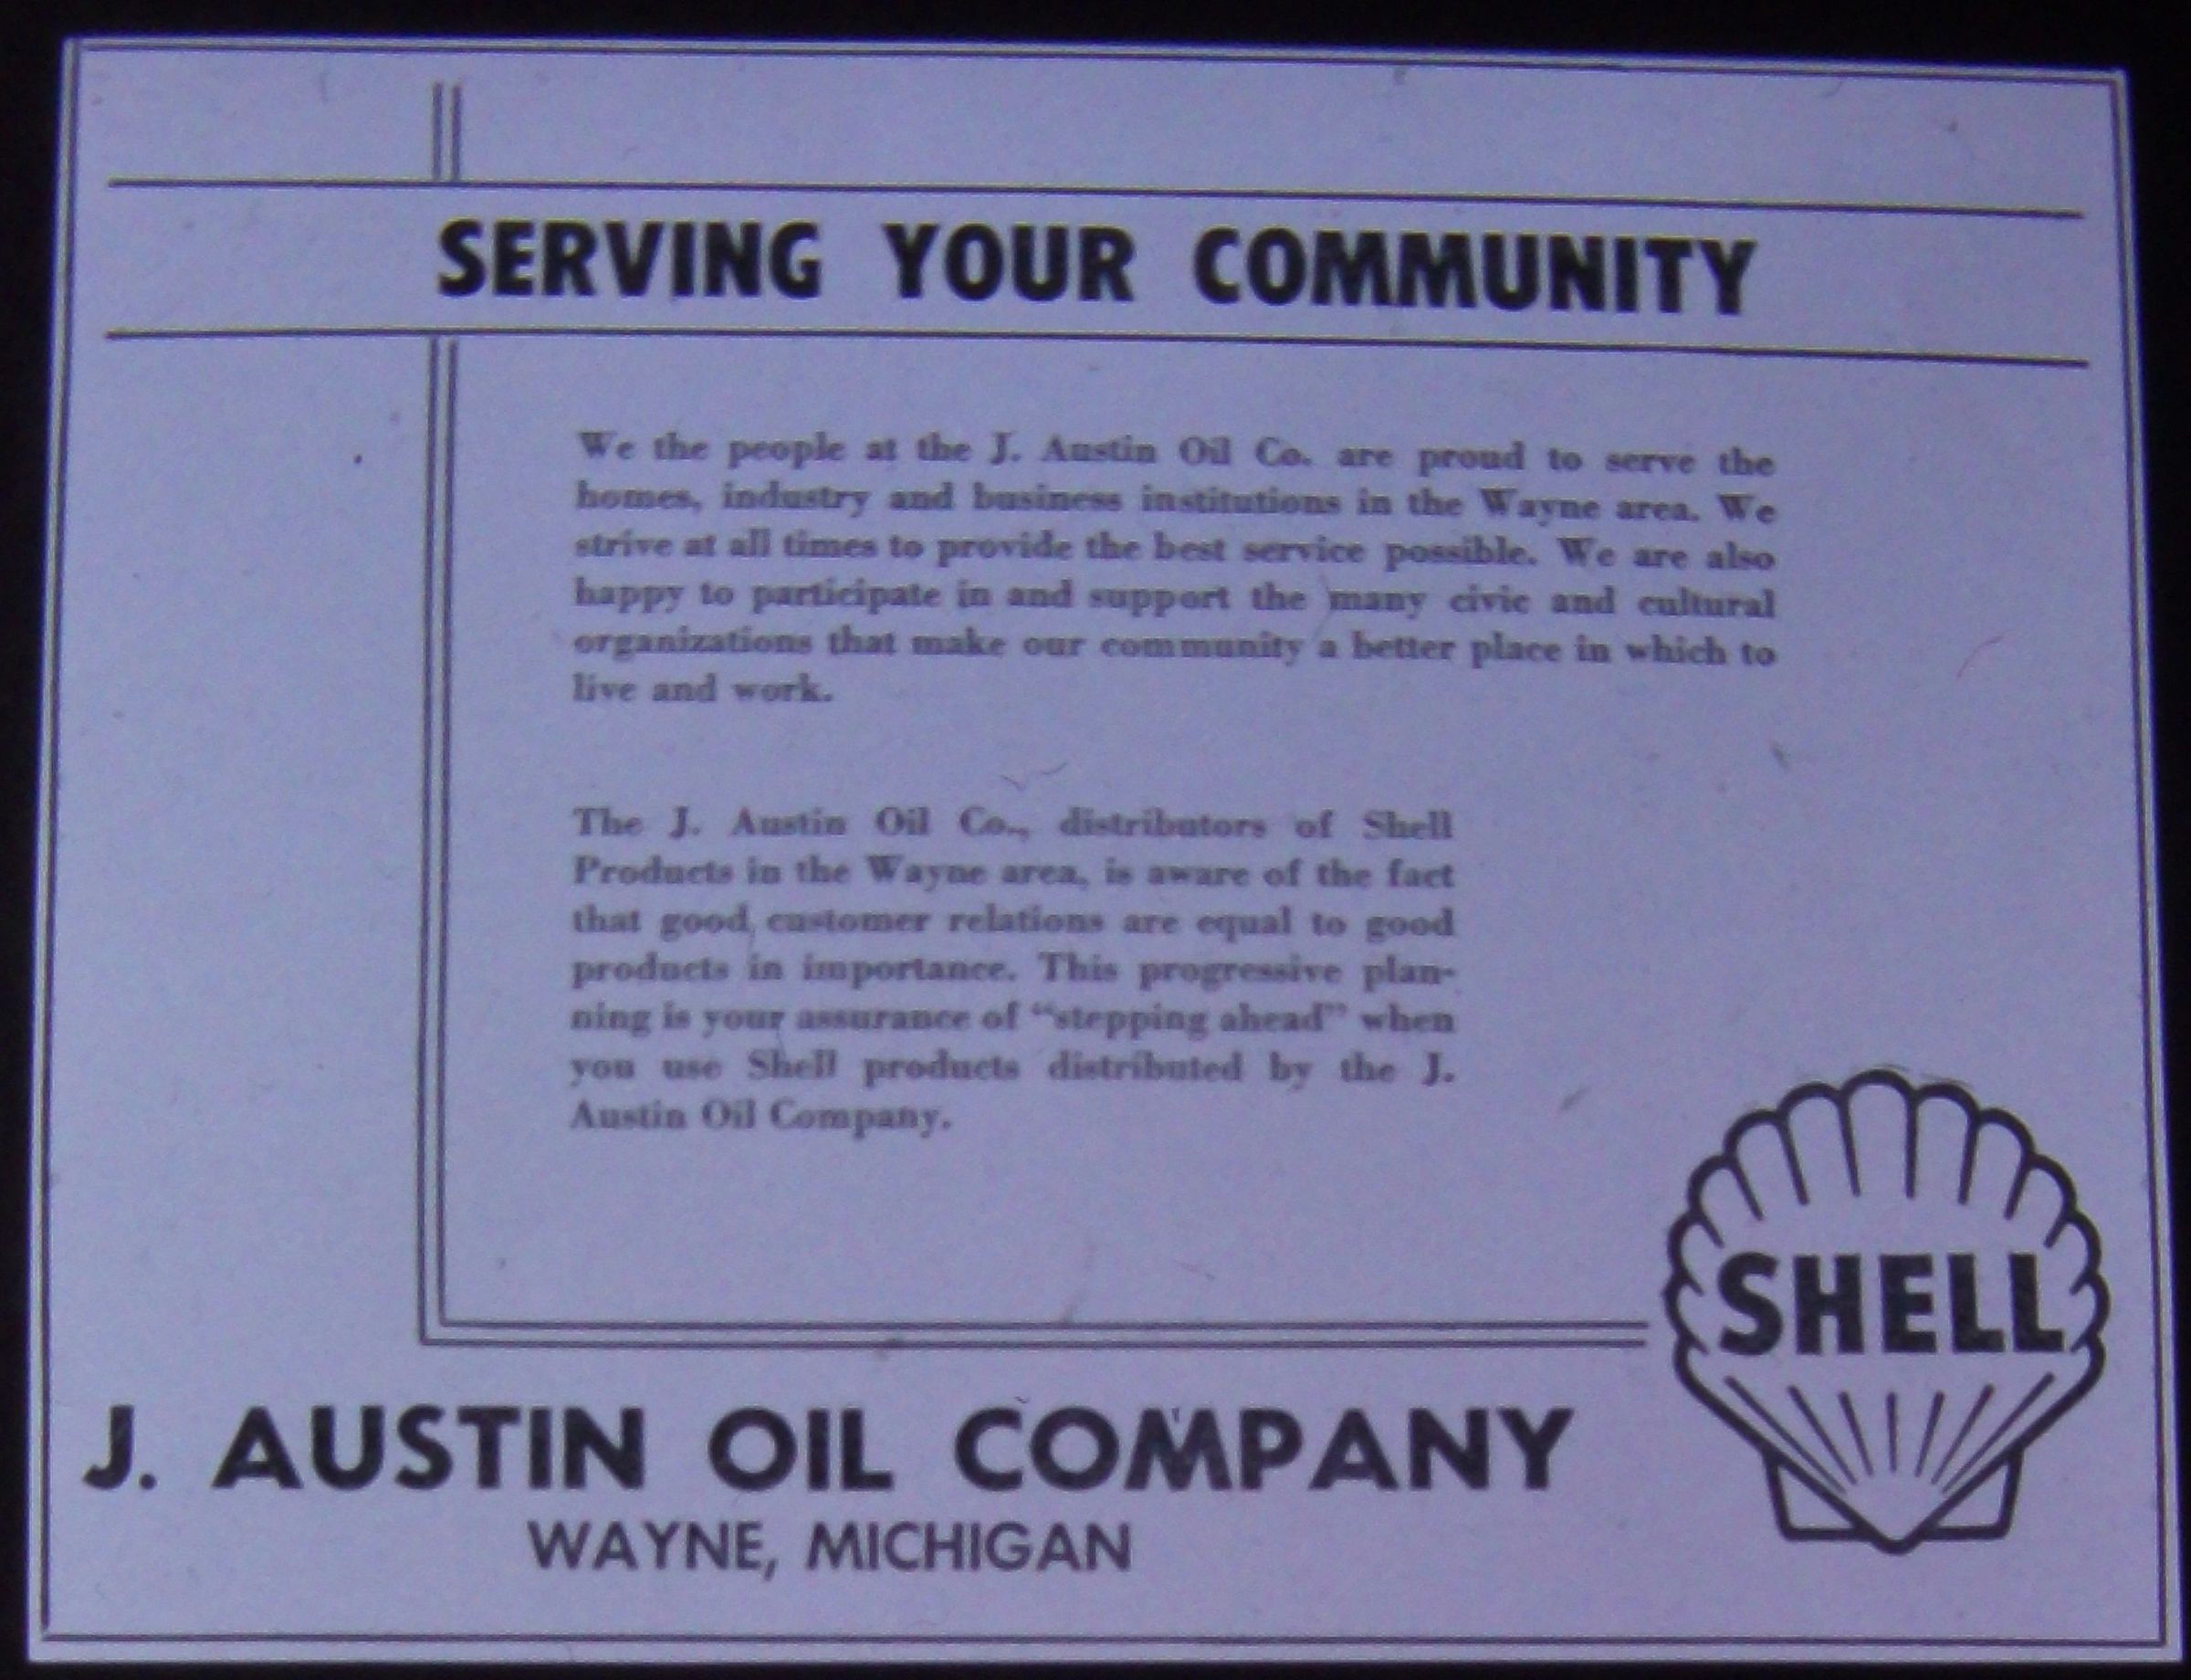 SERVING YOUR COMMUNITY
We the people at the J. Austin Oil Co. are proud to serve the
homes, industry and business institutions in the Wayne area. We
strive at all times to provide the best service possible. We are also
happy to participate in and support the many civic and cultural
organizations that make our community a better place in which to
live and work.
The J. Austin Oil Co., distributors of Shell
Products in the Wayne area, is aware of the fact
that good customer relations are equal to good
products in importance. This progressive plan-
ning is your assurance of “stepping ahead” when
you use Shell products distributed by the J.
Austin Oil Company.
SHELL
J. AUSTIN OIL COMPANY
WAYNE, MICHIGAN